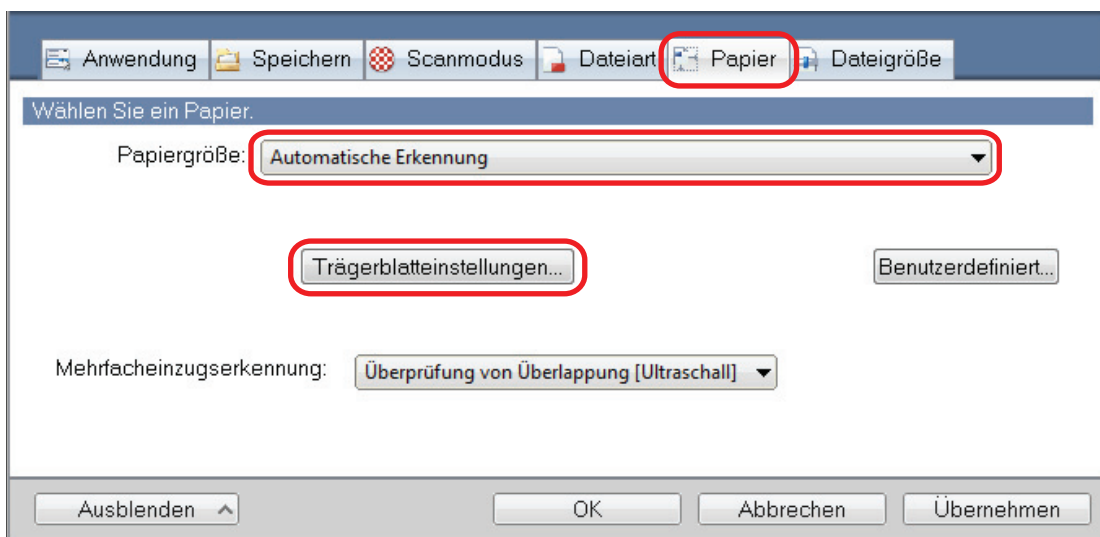 Anwendung Speichern Scanmodus Dateiart Papier Dateigröße
Wählen Sie ein Papier.
Papiergröße: Automatische Erkennung
Trägerblatteinstellungen... Benutzerdefiniert...
Mehrfacheinzugserkennung: Überprüfung von Überlappung [Ultraschall]
Ausblenden OK Abbrechen Übernehmen